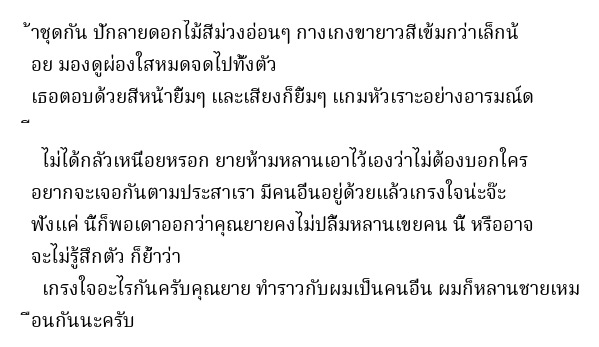 ้าชุดกัน ปักลายดอกไม้สีม่วงอ่อนๆ กางเกงขายาวสีเข้มกว่าเล็กน้
อย มองดูผ่องใสหมดจดไปทั้งตัว
เธอตอบด้วยสีหน้ายิ้มๆ และเสียงก็ยิ้มๆ แกมหัวเราะอย่างอารมณ์ด
ี
ไม่ได้กลัวเหนื่อยหรอก ยายห้ามหลานเอาไว้เองว่าไม่ต้องบอกใคร
อยากจะเจอกันตามประสาเรา มีคนอื่นอยู่ด้วยแล้วเกรงใจน่ะจ๊ะ
ฟังแค่ นี้ก็พอเดาออกว่าคุณยายคงไม่ปลื้มหลานเขยคน นี้ หรืออาจ
จะไม่รู้สึกตัว ก็ย้ำว่า
เกรงใจอะไรกันครับคุณยาย ทำราวกับผมเป็นคนอื่น ผมก็หลานชายเหม
ือนกันนะครับ